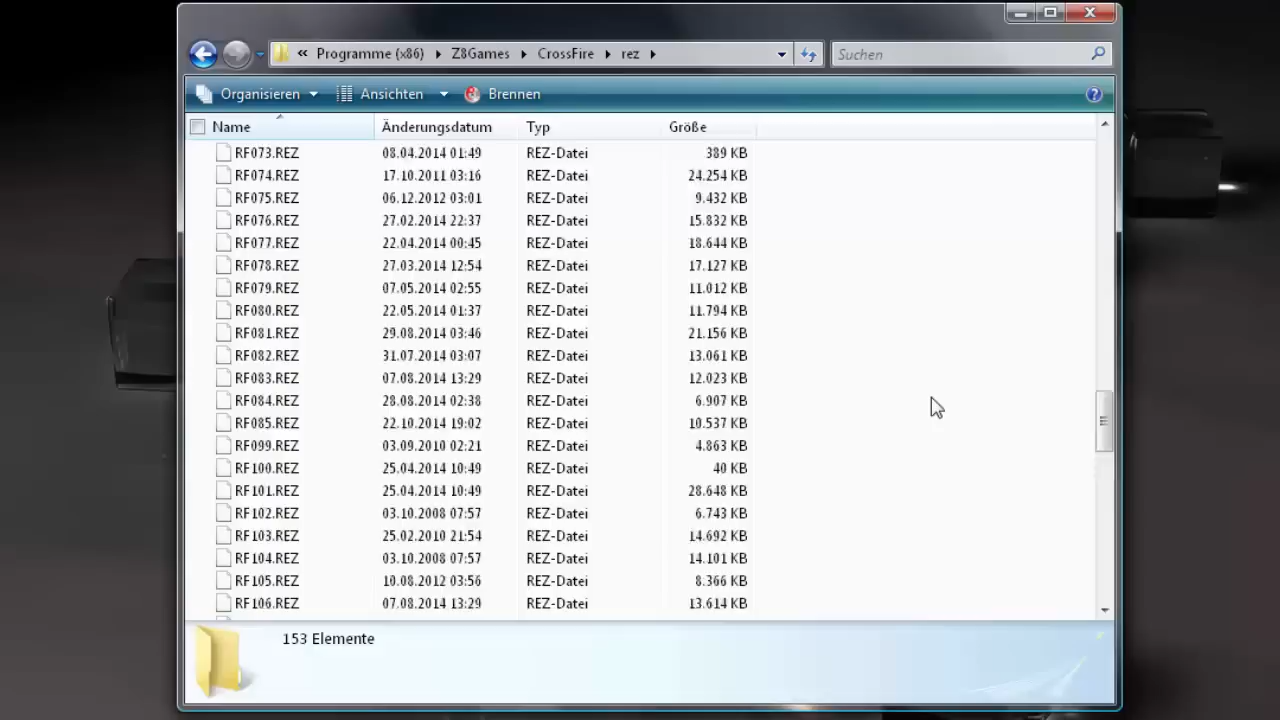 « Programme (x86) Z8Games CrossFire rez Suchen
Organisieren Ansichten Brennen
Name Änderungsdatum Typ Größe
RF073.REZ 08.04.2014 01:49 REZ-Datei 389 KB
RF074.REZ 17.10.2011 03:16 REZ-Datei 24.254 KB
RF075.REZ 06.12.2012 03:01 REZ-Datei 9.432 KB
RF076.REZ 27.02.2014 22:37 REZ-Datei 15.832 KB
RF077.REZ 22.04.2014 00:45 REZ-Datei 18.644 KB
RF078.REZ 27.03.2014 12:54 REZ-Datei 17.127 KB
RF079.REZ 07.05.2014 02:55 REZ-Datei 11.012 KB
RF080.REZ 22.05.2014 01:37 REZ-Datei 11.794 KB
RF081.REZ 29.08.2014 03:46 REZ-Datei 21.156 KB
RF082.REZ 31.07.2014 03:07 REZ-Datei 13.061 KB
RF083.REZ 07.08.2014 13:29 REZ-Datei 12.023 KB
RF084.REZ 28.08.2014 02:38 REZ-Datei 6.907 KB
RF085.REZ 22.10.2014 19:02 REZ-Datei 10.537 KB
RF099.REZ 03.09.2010 02:21 REZ-Datei 4.863 KB
RF100.REZ 25.04.2014 10:49 REZ-Datei 40 KB
RF101.REZ 25.04.2014 10:49 REZ-Datei 28.648 KB
RF102.REZ 03.10.2008 07:57 REZ-Datei 6.743 KB
RF103.REZ 25.02.2010 21:54 REZ-Datei 14.692 KB
RF104.REZ 03.10.2008 07:57 REZ-Datei 14.101 KB
RF105.REZ 10.08.2012 03:56 REZ-Datei 8.366 KB
RF106.REZ 07.08.2014 13:29 REZ-Datei 13.614 KB
153 Elemente